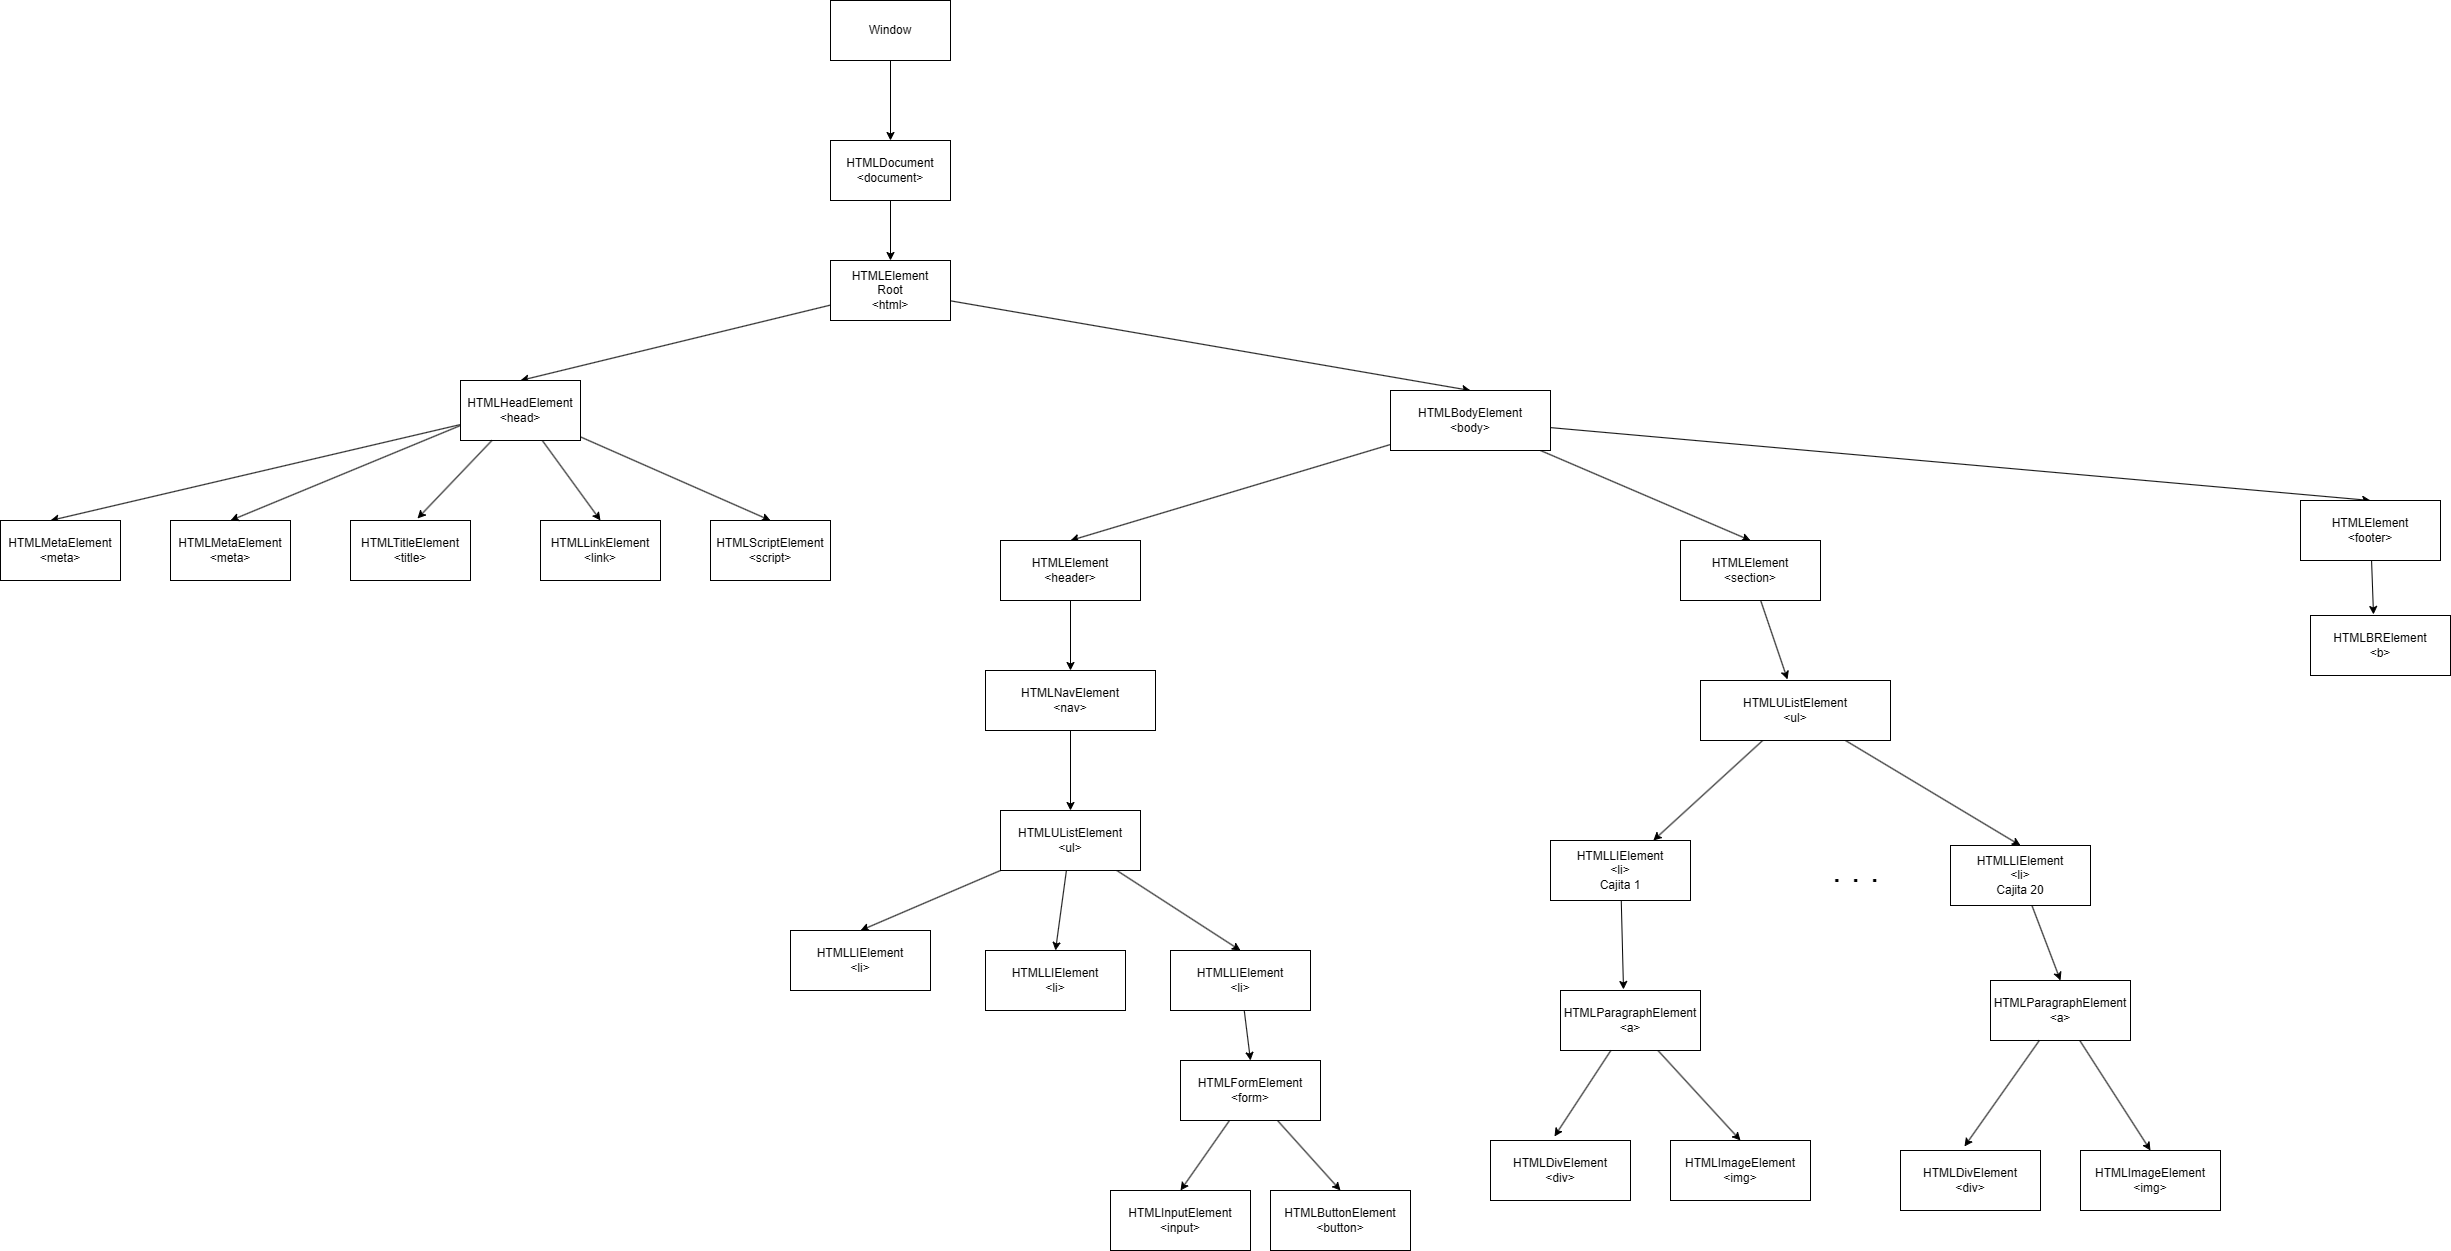 Window
HTMLDocument
<document>
HTMLElement
Root
<html>
HTMLHeadElement
<head>
HTMLBodyElement
<body>
HTMLMetaElement
<meta>
HTMLMetaElement
<meta>
HTMLTitleElement
<title>
HTMLLinkElement
<link>
HTMLScriptElement
<script>
HTMLElement
<header>
HTMLElement
<section>
HTMLElement
<footer>
HTMLBRElement
<b>
HTMLNavElement
<nav>
HTMLUListElement
<ul>
HTMLUListElement
<ul>
HTMLLIElement
<li>
Cajita 1
. . .
HTMLLIElement
<li>
Cajita 20
HTMLLIElement
<li>
HTMLLIElement
<li>
HTMLLIElement
<li>
HTMLParagraphElement
<a>
HTMLParagraphElement
<a>
HTMLFormElement
<form>
HTMLDivElement
<div>
HTMLImageElement
<img>
HTMLDivElement
<div>
HTMLImageElement
<img>
HTMLInputElement
<input>
HTMLButtonElement
<button>